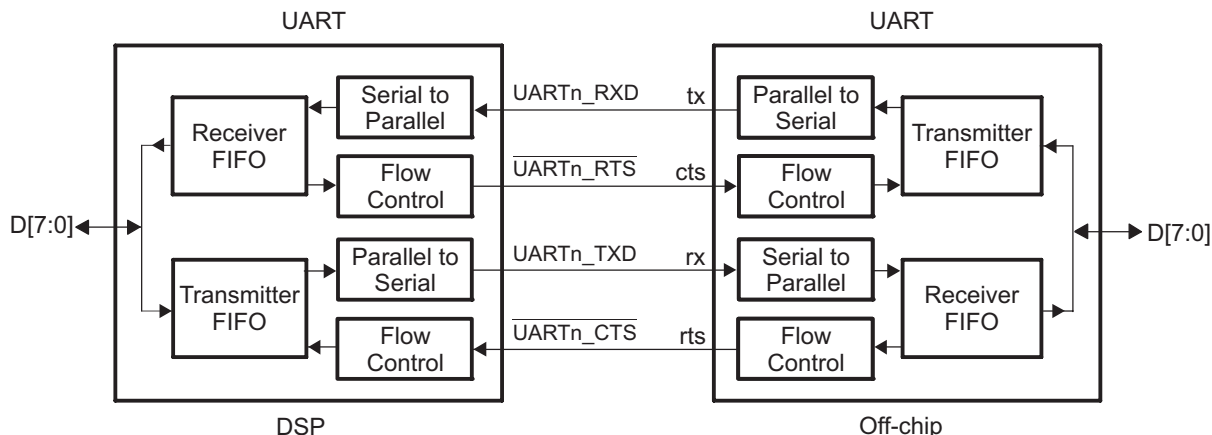 UART
UART
Serial to
Parallel
UARTn_RXD
tx
Parallel to
Serial
Receiver
FIFO
Transmitter
FIFO
Flow
Control
UARTn_RTS
cts
Flow
Control
D[7:0]
D[7:0]
Parallel to
Serial
UARTn_TXD
rx
Serial to
Parallel
Transmitter
FIFO
Receiver
FIFO
Flow
Control
UARTn_CTS
rts
Flow
Control
DSP
Off-chip